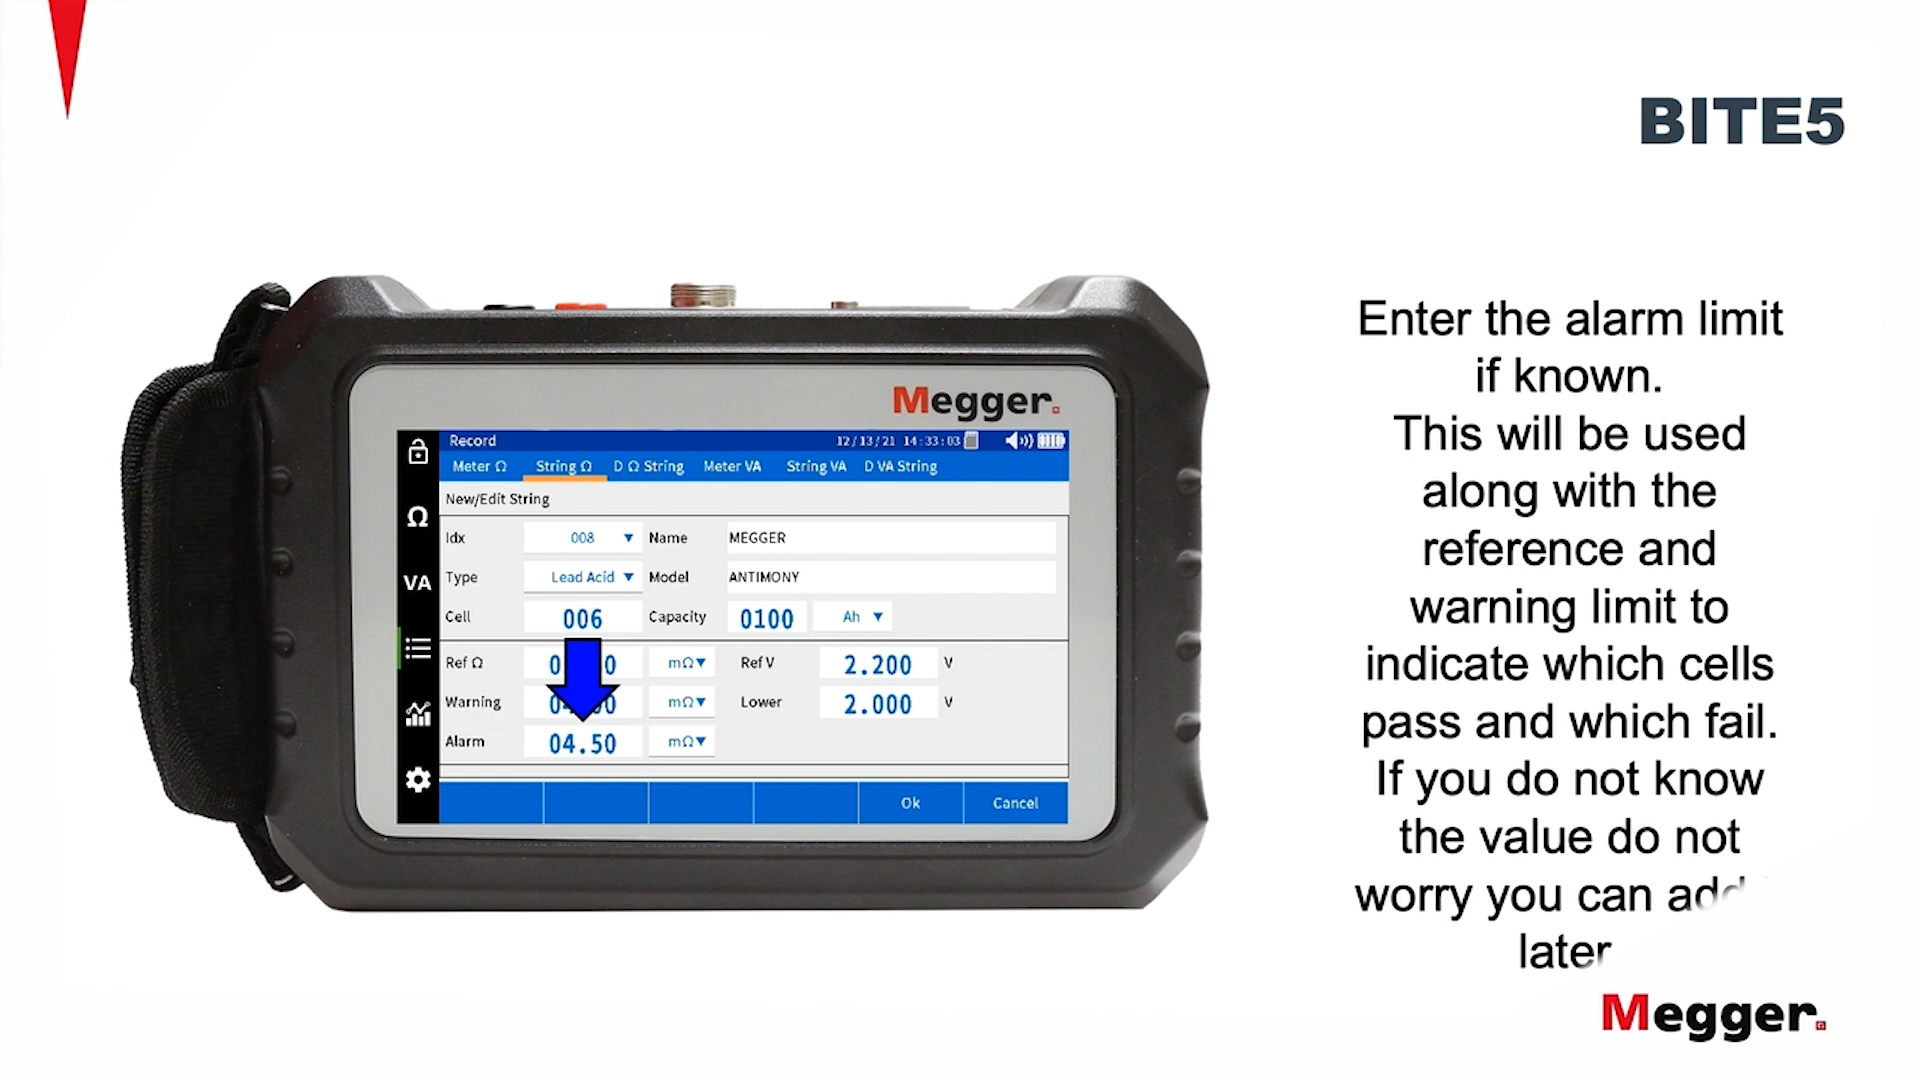 BITE5
Megger.
Record 12/13/21 14:33:03
Meter Ω String Ω D Ω String Meter VA String VA D VA String
New/Edit String
Idx 008 Name MEGGER
Type Lead Acid Model ANTIMONY
Cell 006 Capacity 0100 Ah
Ref Ω mΩ Ref V 2.200 V
Warning mΩ Lower 2.000 V
Alarm 04.50 mΩ
Ok Cancel
Ω
VA
Enter the alarm limit
if known.
This will be used
along with the
reference and
warning limit to
indicate which cells
pass and which fail.
If you do not know
the value do not
worry you can add
later
Megger.